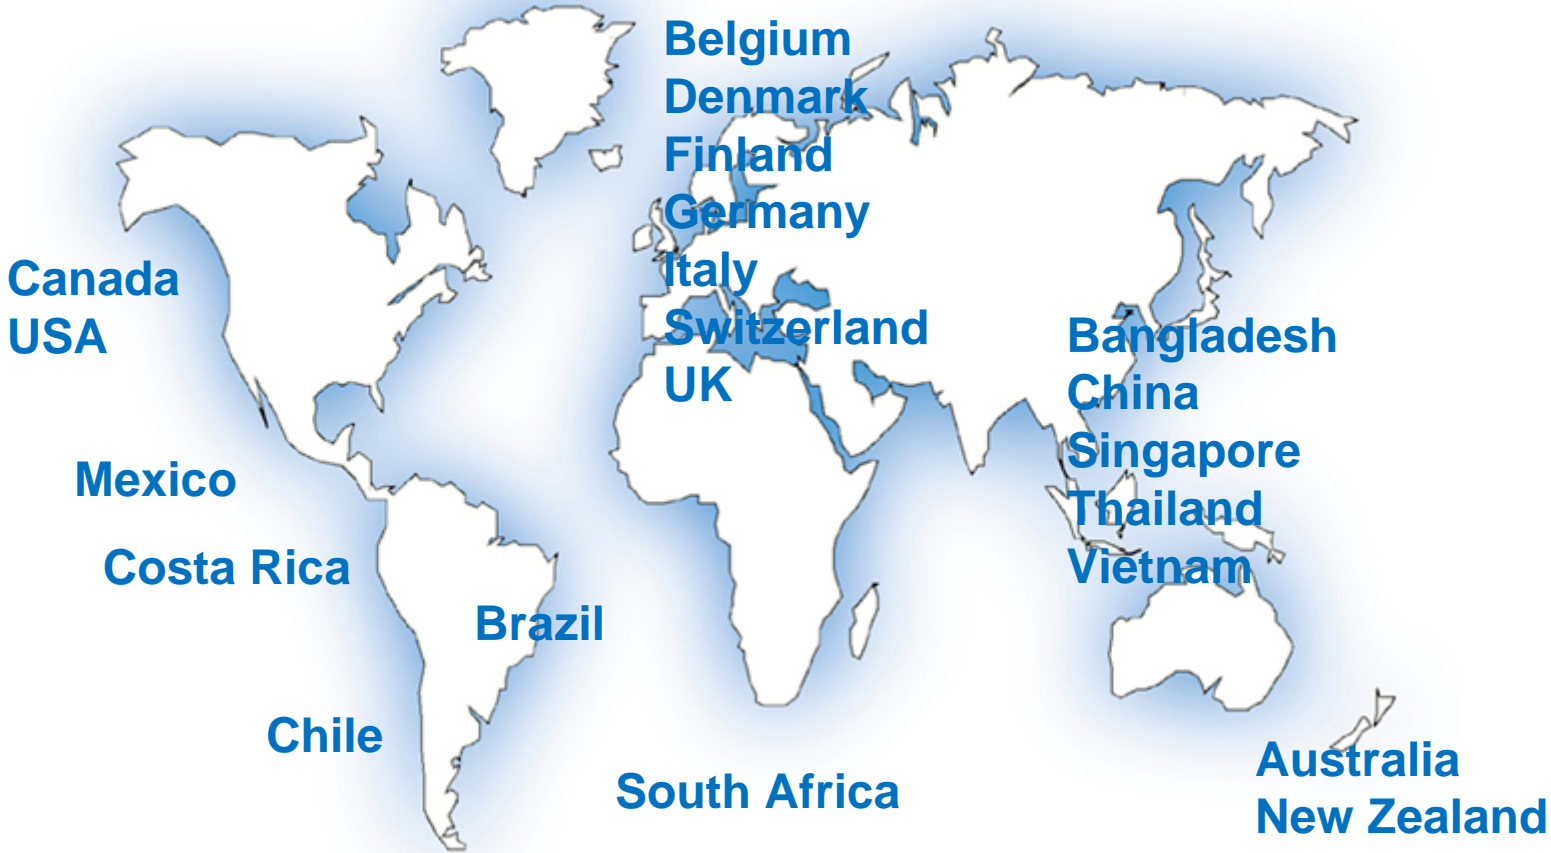 Belgium
Denmark
Finland
Germany
Italy
Switzerland
UK
Canada
USA
Mexico
Costa Rica
Brazil
Chile
South Africa
Bangladesh
China
Singapore
Thailand
Vietnam
Australia
New Zealand